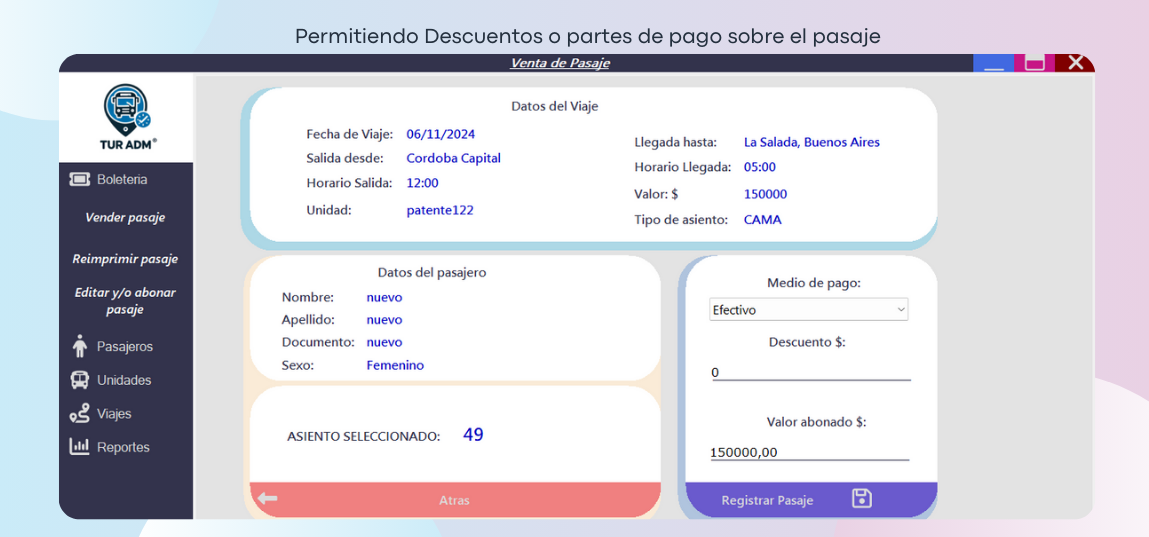 Permitiendo Descuentos o partes de pago sobre el pasaje
Venta de Pasaje
TUR ADM®
Boleteria
Vender pasaje
Reimprimir pasaje
Editar y/o abonar
pasaje
Pasajeros
Unidades
Viajes
Reportes
Datos del Viaje
Fecha de Viaje: 06/11/2024
Salida desde: Cordoba Capital
Horario Salida: 12:00
Unidad: patente122
Llegada hasta: La Salada, Buenos Aires
Horario Llegada: 05:00
Valor: $ 150000
Tipo de asiento: CAMA
Datos del pasajero
Nombre: nuevo
Apellido: nuevo
Documento: nuevo
Sexo: Femenino
ASIENTO SELECCIONADO: 49
Atras
Medio de pago:
Efectivo
Descuento $:
0
Valor abonado $:
150000,00
Registrar Pasaje